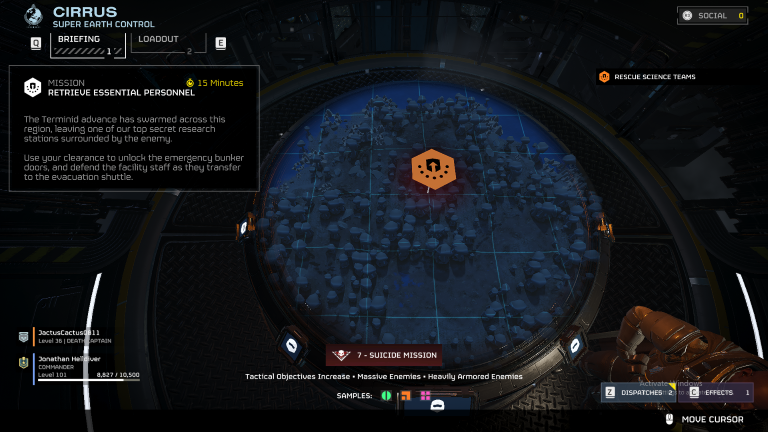 CIRRUS
SUPER EARTH CONTROL
Q
BRIEFING
1
LOADOUT
2
E
SOCIAL 0
MISSION
15 Minutes
RETRIEVE ESSENTIAL PERSONNEL
The Terminid advance has swarmed across this
region, leaving one of our top secret research
stations surrounded by the enemy.
Use your clearance to unlock the emergency bunker
doors, and defend the facility staff as they transfer
to the evacuation shuttle.
RESCUE SCIENCE TEAMS
JactusCactus0811
Level 36 | DEATH CAPTAIN
Jonathan Helldiver
COMMANDER
Level 101
8,827 / 10,500
7 - SUICIDE MISSION
Tactical Objectives Increase • Massive Enemies • Heavily Armored Enemies
SAMPLES:
Activate Windows
Z DISPATCHES 2
C EFFECTS 1
MOVE CURSOR